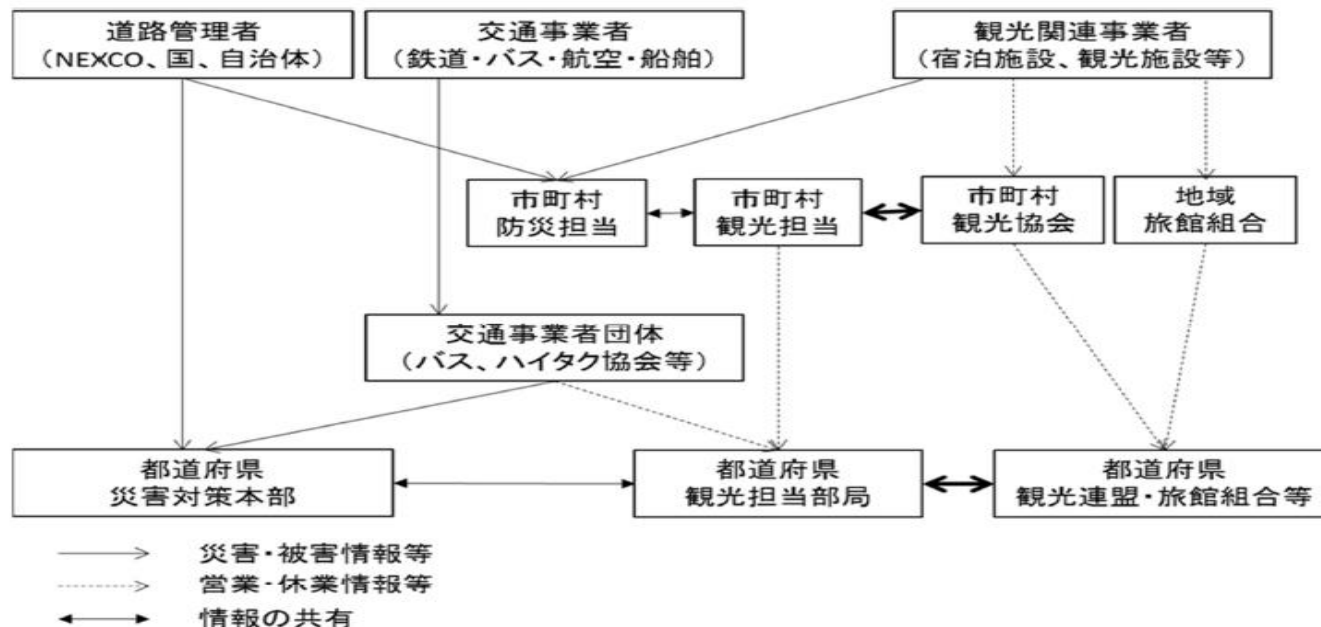 道路管理者
（NEXCO、国、自治体）
交通事業者
（鉄道・バス・航空・船舶）
観光関連事業者
（宿泊施設、観光施設等）
市町村
防災担当
市町村
観光担当
市町村
観光協会
地域
旅館組合
交通事業者団体
（バス、ハイタク協会等）
都道府県
災害対策本部
都道府県
観光担当部局
都道府県
観光連盟・旅館組合等
災害・被害情報等
営業・休業情報等
情報の共有